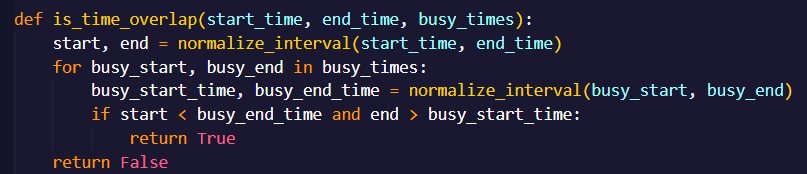 def is_time_overlap(start_time, end_time, busy_times):
    start, end = normalize_interval(start_time, end_time)
    for busy_start, busy_end in busy_times:
        busy_start_time, busy_end_time = normalize_interval(busy_start, busy_end)
        if start < busy_end_time and end > busy_start_time:
            return True
    return False